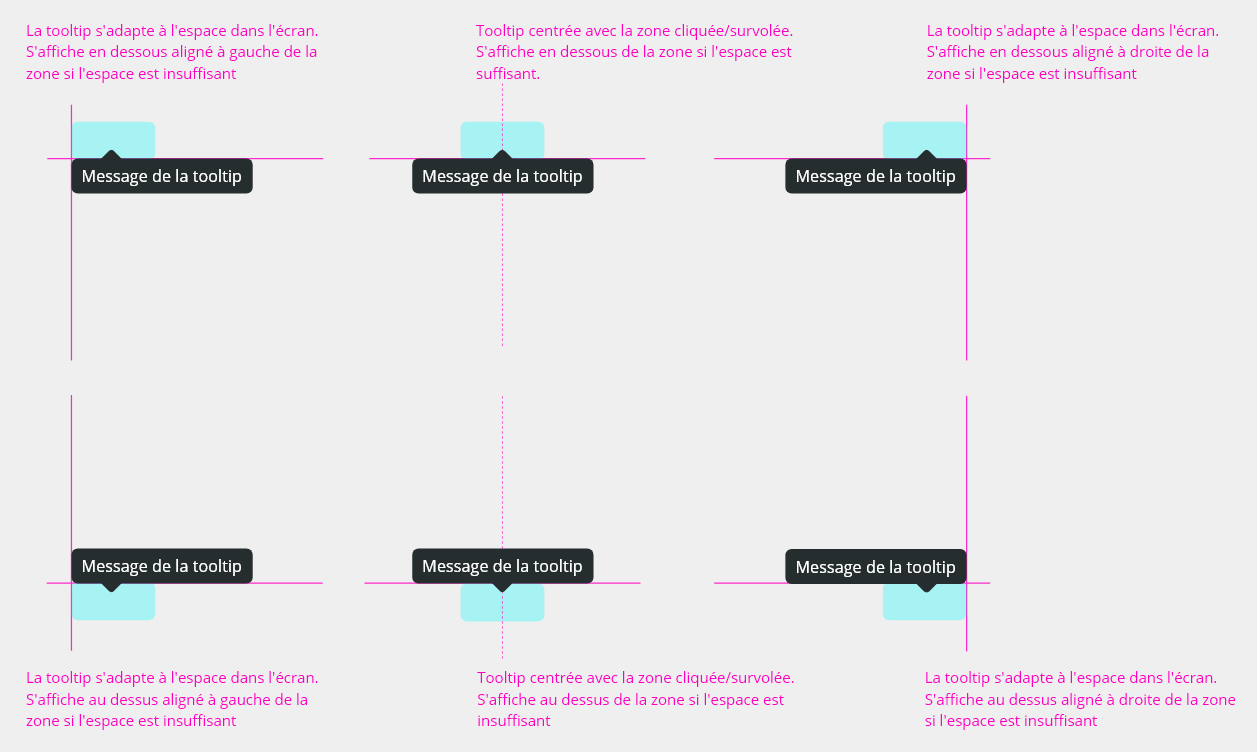 La tooltip s'adapte à l'espace dans l'écran.
S'affiche en dessous aligné à gauche de la
zone si l'espace est insuffisant
Tooltip centrée avec la zone cliquée/survolée.
S'affiche en dessous de la zone si l'espace est
suffisant.
La tooltip s'adapte à l'espace dans l'écran.
S'affiche en dessous aligné à droite de la
zone si l'espace est insuffisant
Message de la tooltip
Message de la tooltip
Message de la tooltip
Message de la tooltip
Message de la tooltip
Message de la tooltip
La tooltip s'adapte à l'espace dans l'écran.
S'affiche au dessus aligné à gauche de la
zone si l'espace est insuffisant
Tooltip centrée avec la zone cliquée/survolée.
S'affiche au dessus de la zone si l'espace est
insuffisant
La tooltip s'adapte à l'espace dans l'écran.
S'affiche au dessus aligné à droite de la zone
si l'espace est insuffisant